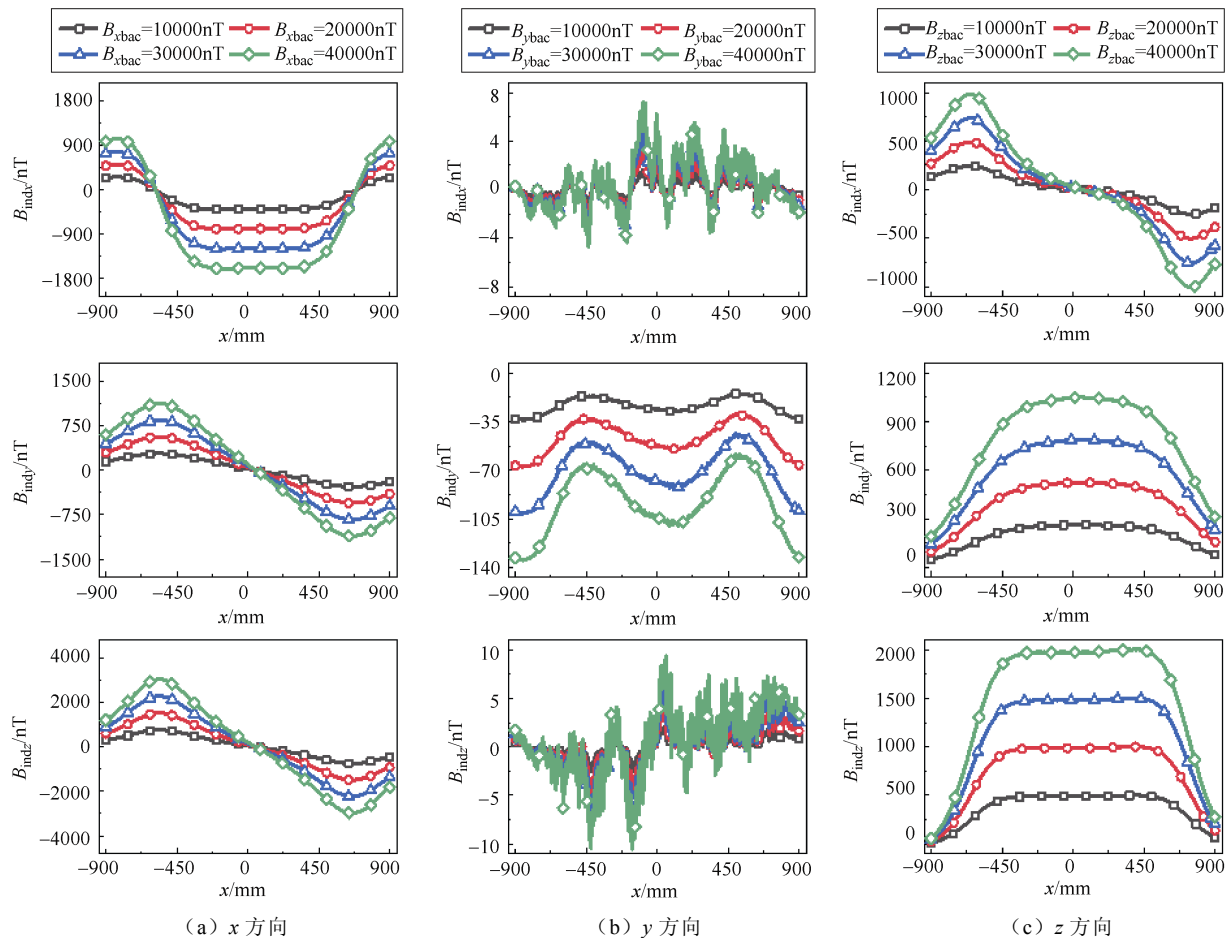 B_xbac=10000nT B_xbac=20000nT
B_xbac=30000nT B_xbac=40000nT
B_ybac=10000nT B_ybac=20000nT
B_ybac=30000nT B_ybac=40000nT
B_zbac=10000nT B_zbac=20000nT
B_zbac=30000nT B_zbac=40000nT
1800
900
0
−900
−1800
B_indx/nT
−900 −450 0 450 900
x/mm
8
4
0
−4
8
B_indx/nT
−900 −450 0 450 900
x/mm
1000
500
0
−500
−1000
B_indx/nT
−900 −450 0 450 900
x/mm
1500
750
0
−750
−1500
B_indy/nT
−900 −450 0 450 900
x/mm
0
−35
−70
−105
−140
B_indy/nT
−900 −450 0 450 900
x/mm
1200
900
600
300
0
B_indy/nT
−900 −450 0 450 900
x/mm
4000
2000
0
−2000
4000
B_indz/nT
−900 −450 0 450 900
x/mm
10
5
0
−5
−10
B_indz/nT
−900 −450 0 450 900
x/mm
2000
1500
1000
500
0
B_indz/nT
−900 −450 0 450 900
x/mm
（a）x 方向
（b）y 方向
（c）z 方向